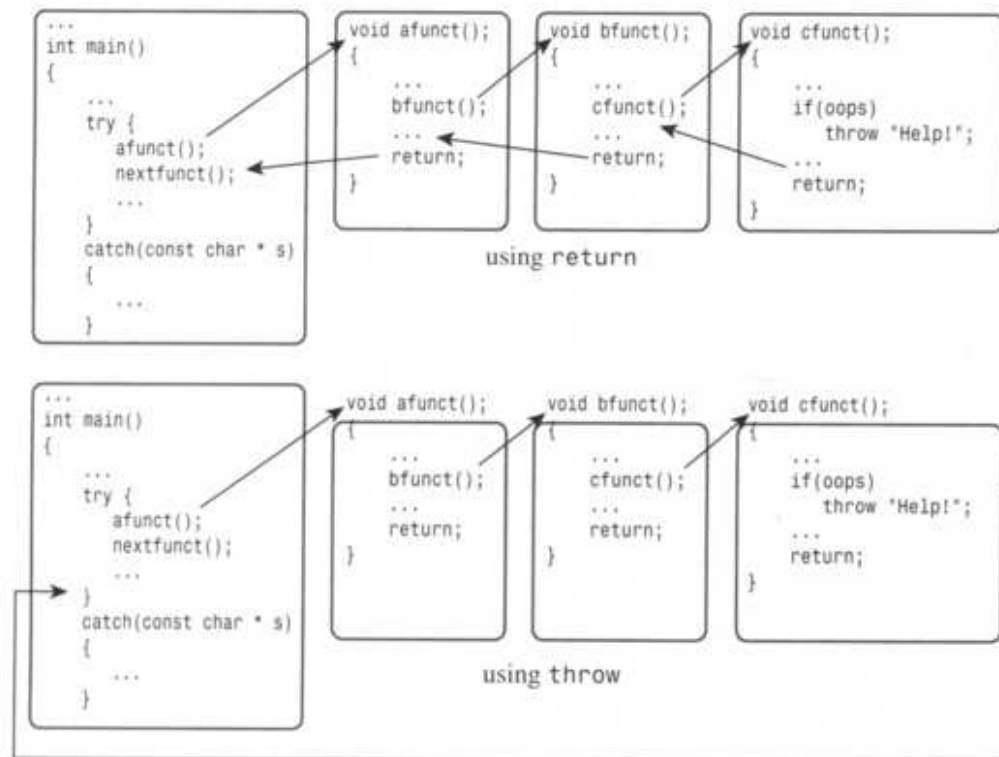 ...
int main()
{
...
try {
afunct();
nextfunct();
...
}
catch(const char * s)
{
...
}
void afunct();
{
...
bfunct();
...
return;
}
void bfunct();
{
...
cfunct();
...
return;
}
void cfunct();
{
...
if(oops)
throw "Help!";
...
return;
}
using return
...
int main()
{
...
try {
afunct();
nextfunct();
...
}
catch(const char * s)
{
...
}
void afunct();
{
...
bfunct();
...
return;
}
void bfunct();
{
...
cfunct();
...
return;
}
void cfunct();
{
...
if(oops)
throw "Help!";
...
return;
}
using throw